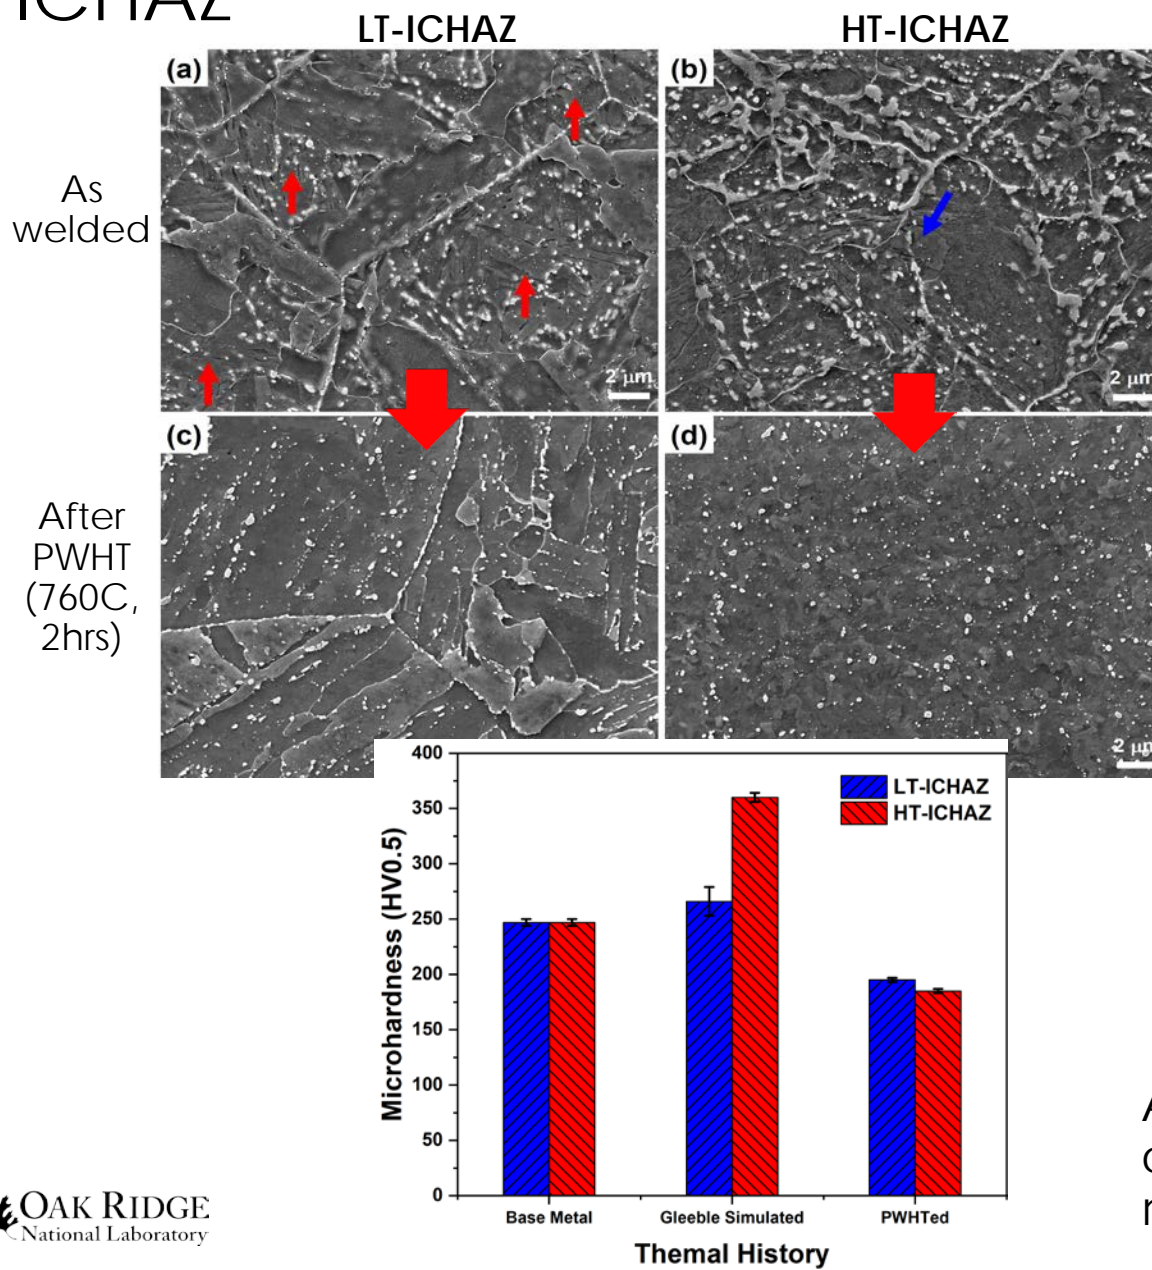 ICHAZ
LT-ICHAZ
HT-ICHAZ
(a)
(b)
As
welded
2 μm
2 μm
(c)
(d)
After
PWHT
(760C,
2hrs)
2 μm
400
350
300
250
200
150
100
50
0
Microhardness (HV0.5)
LT-ICHAZ
HT-ICHAZ
Base Metal
Gleeble Simulated
PWHTed
Themal History
OAK RIDGE
National Laboratory